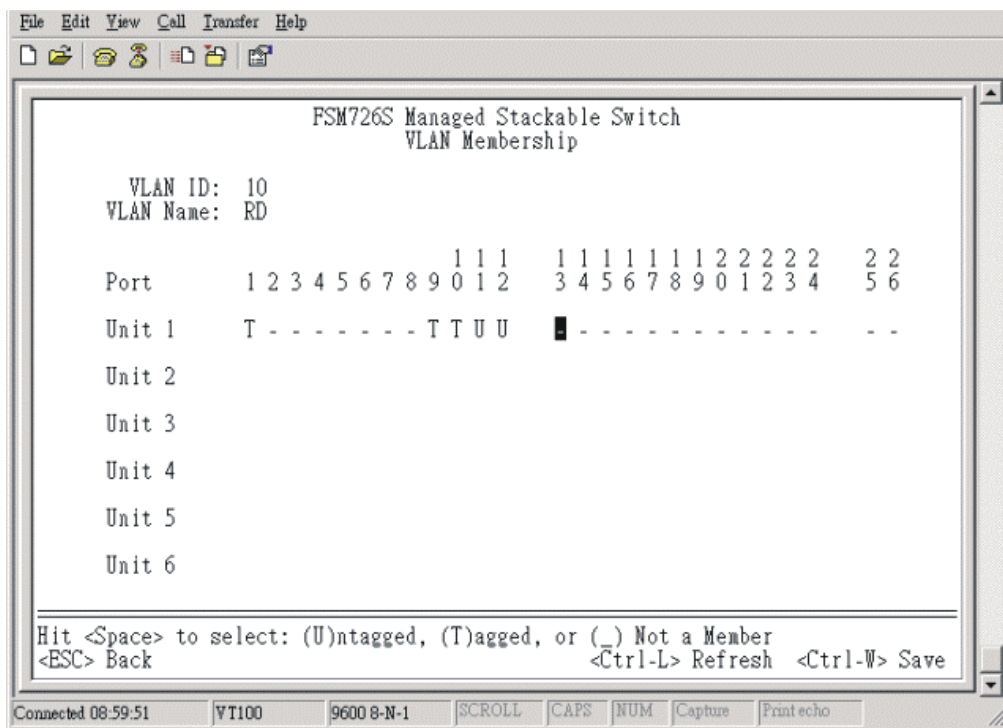 File Edit View Call Transfer Help
FSM726S Managed Stackable Switch
VLAN Membership
VLAN ID: 10
VLAN Name: RD
1 1 1 1 1 1 1 1 1 1 2 2 2 2 2 2 2
Port 1 2 3 4 5 6 7 8 9 0 1 2 3 4 5 6 7 8 9 0 1 2 3 4 5 6
Unit 1 T - - - - - - - T T U U - - - - - - - - - - - - - -
Unit 2
Unit 3
Unit 4
Unit 5
Unit 6
Hit <Space> to select: (U)ntagged, (T)agged, or (_) Not a Member
<ESC> Back <Ctrl-L> Refresh <Ctrl-W> Save
Connected 08:59:51 VT100 9600 8-N-1 SCROLL CAPS NUM Capture Print echo